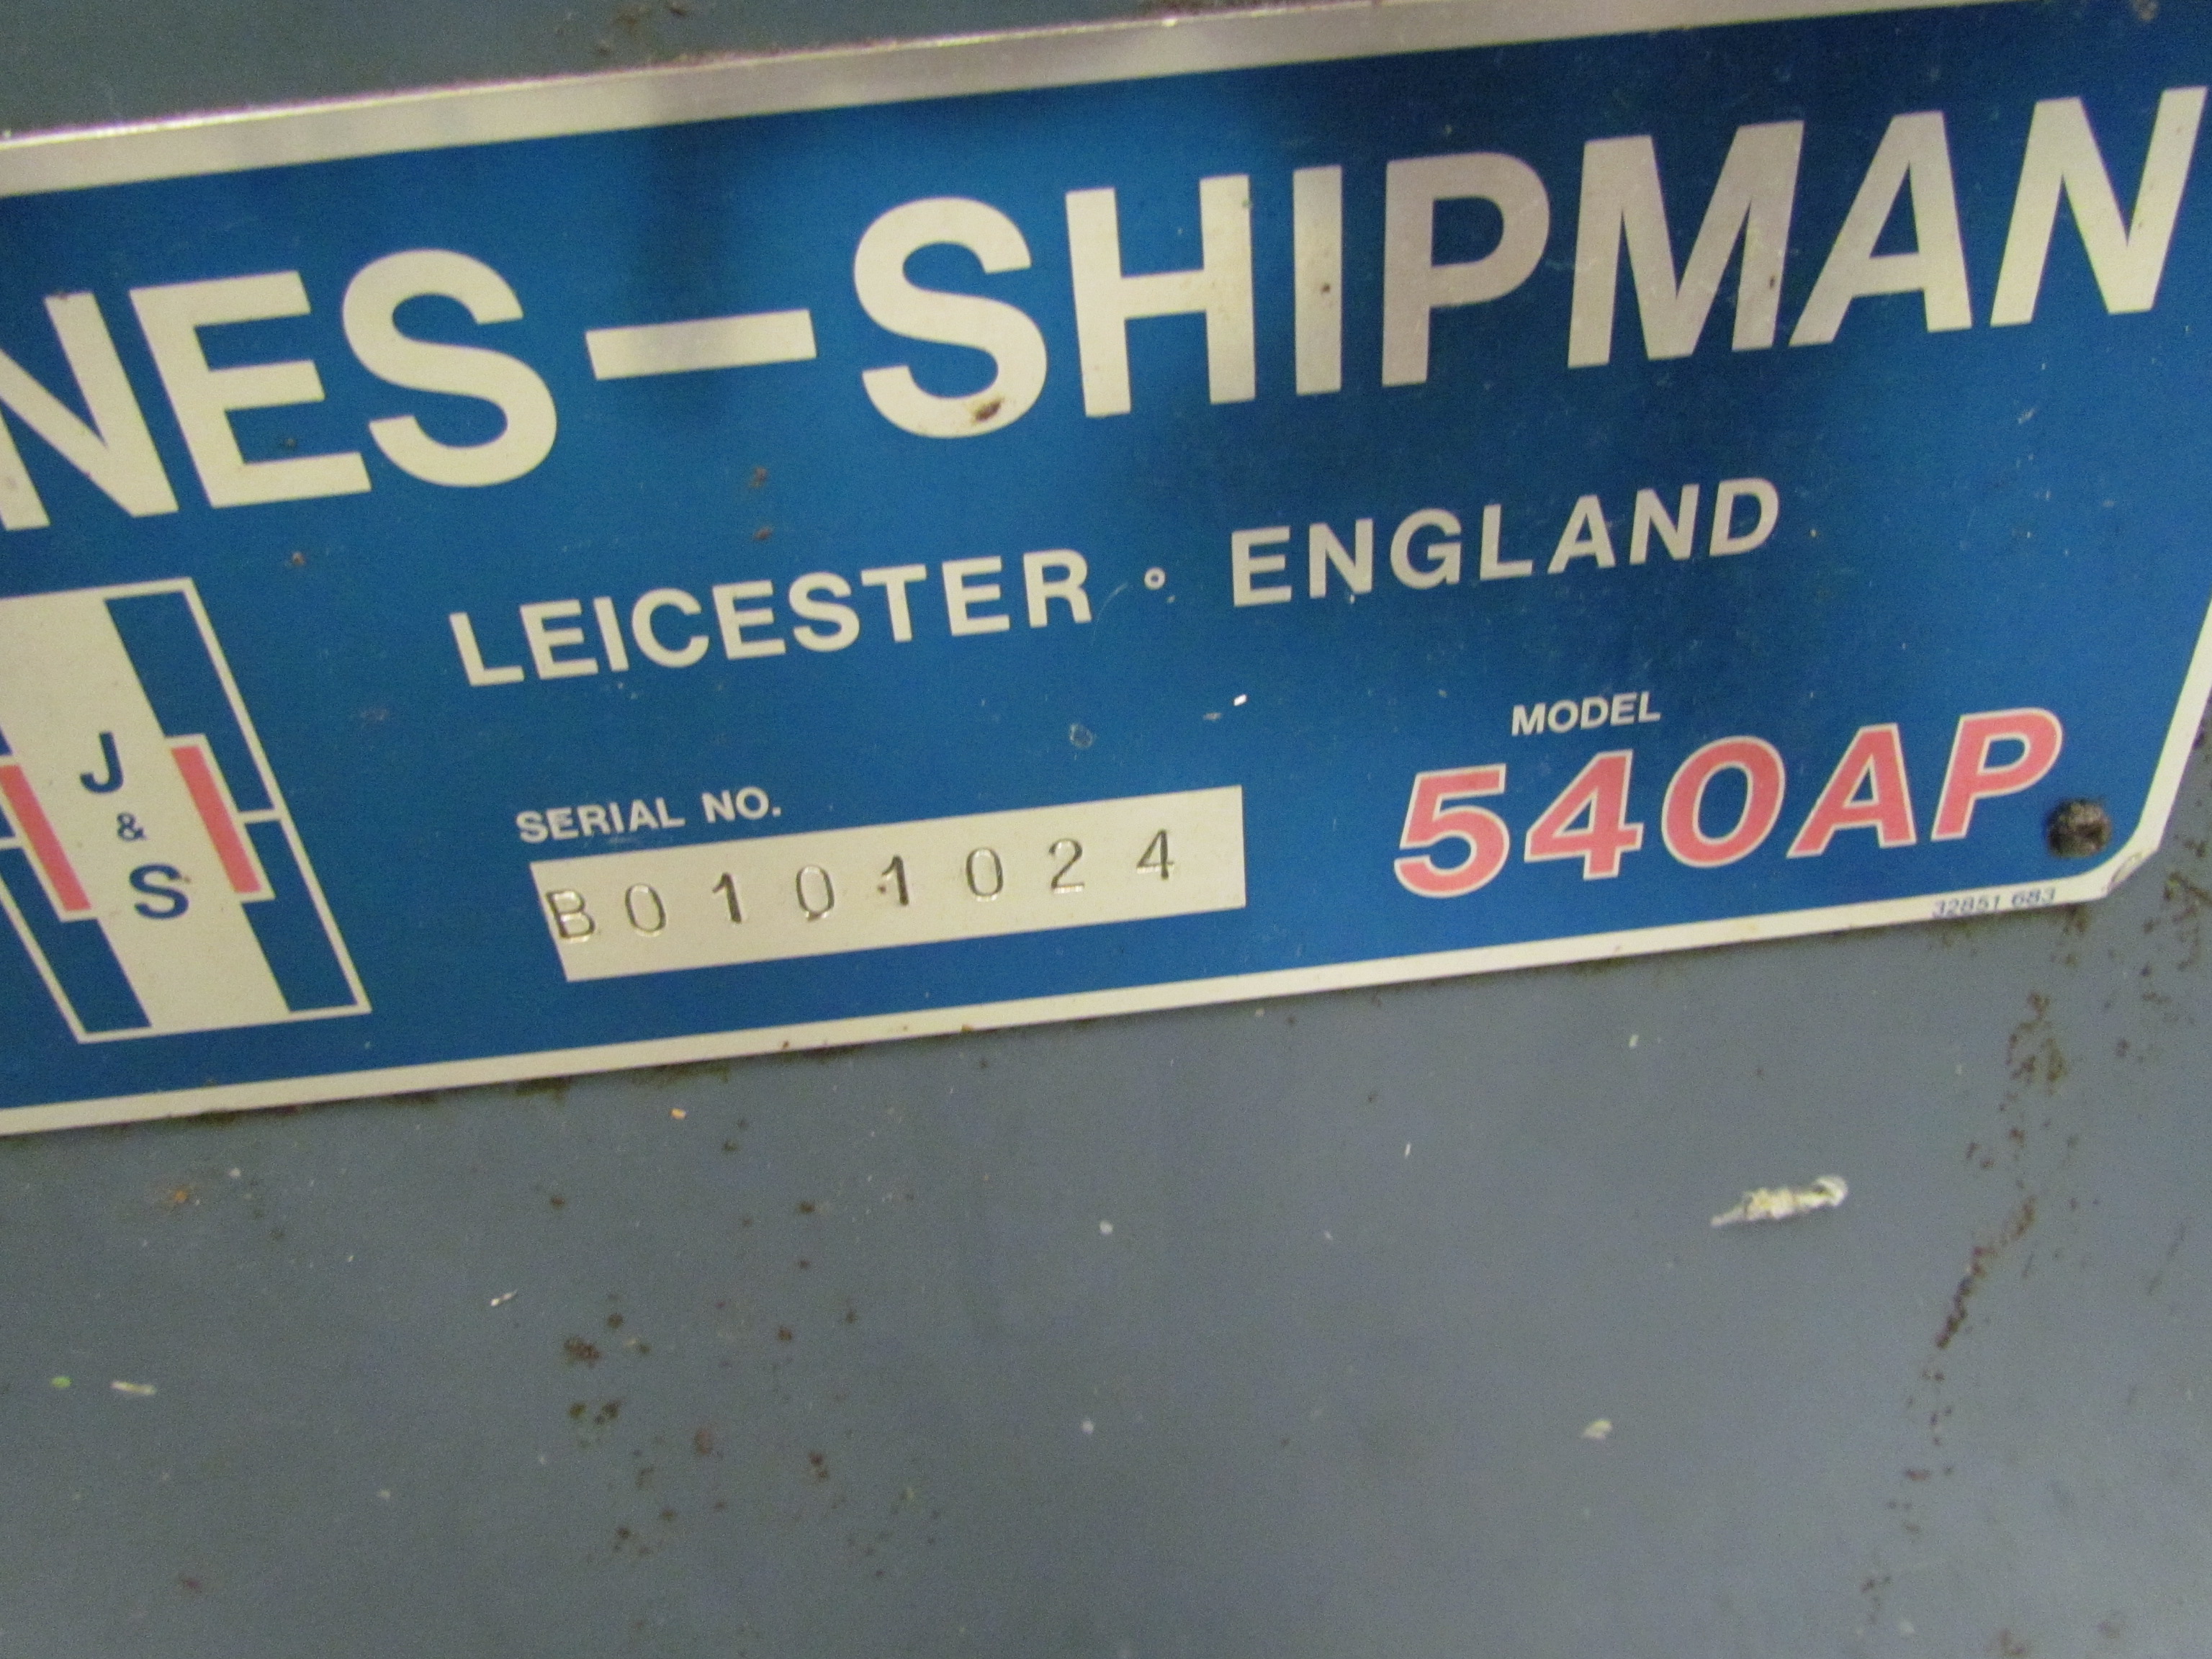 NES—SHIPMAN
LEICESTER ° ENGLAND
J
&
S
SERIAL NO.
B0101024
MODEL
540AP
32851 683